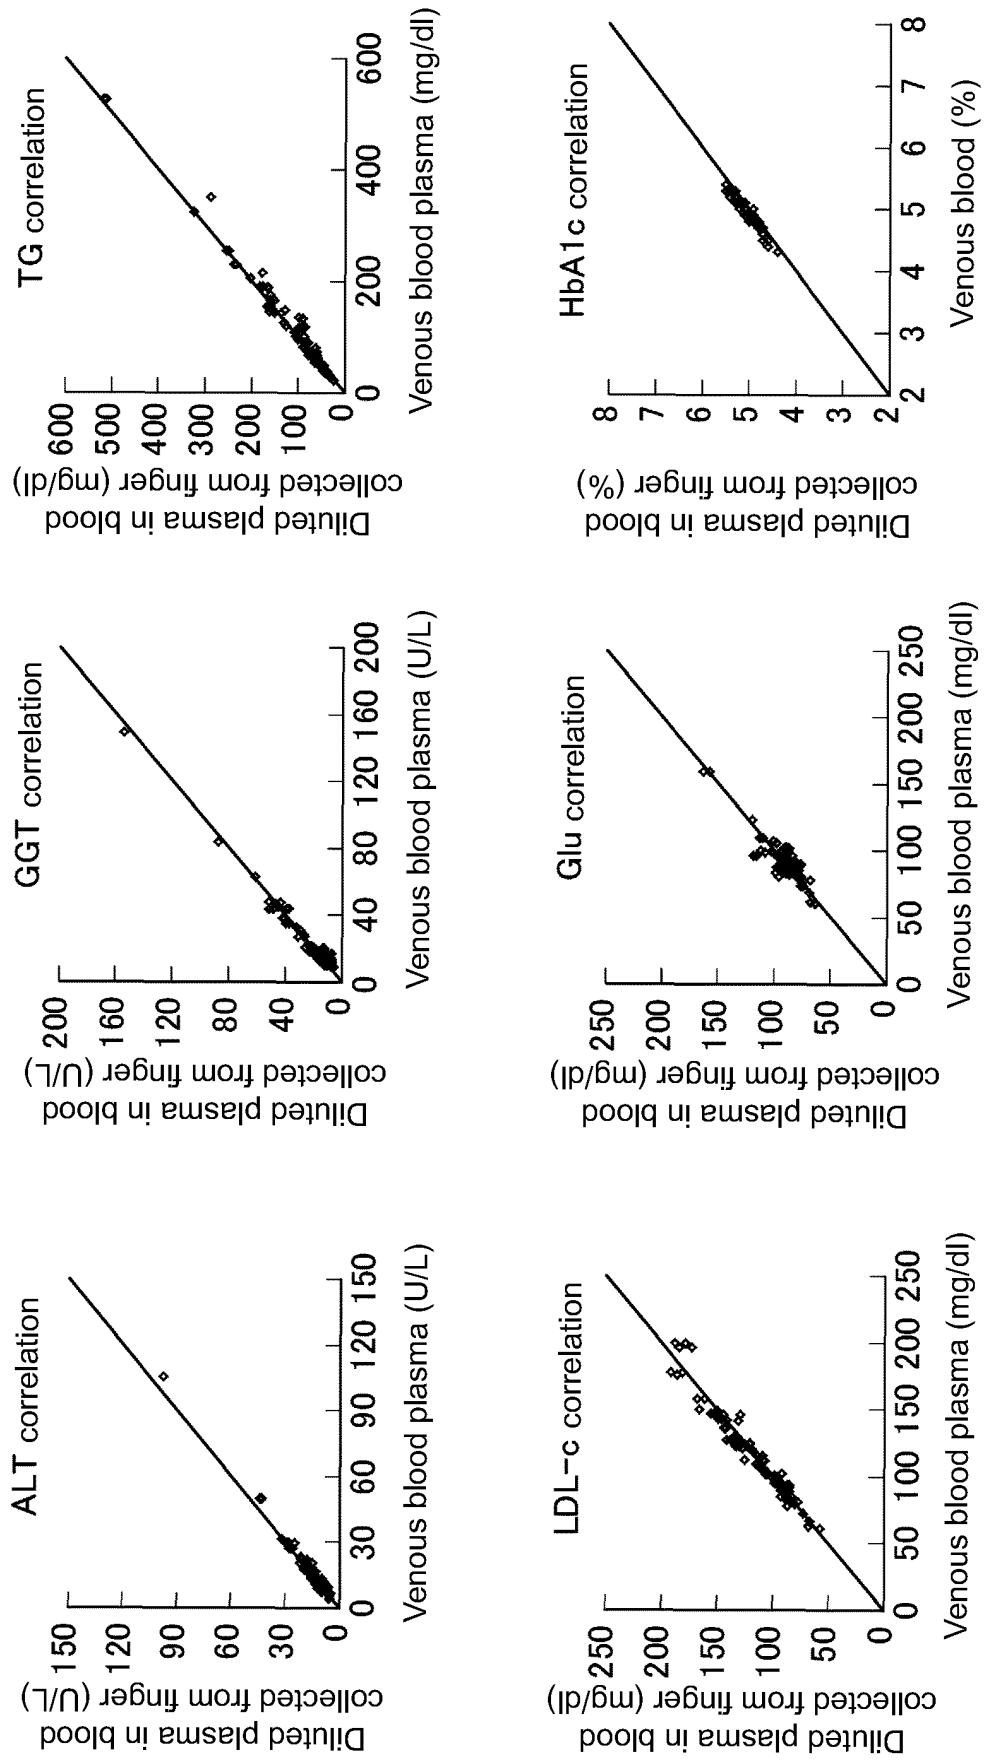 ALT correlation
Diluted plasma in blood
collected from finger (U/L)
150
120
90
60
30
0
0 30 60 90 120 150
Venous blood plasma (U/L)
GGT correlation
Diluted plasma in blood
collected from finger (U/L)
200
160
120
80
40
0
0 40 80 120 160 200
Venous blood plasma (U/L)
TG correlation
Diluted plasma in blood
collected from finger (mg/dl)
600
500
400
300
200
100
0
0 200 400 600
Venous blood plasma (mg/dl)
LDL-c correlation
Diluted plasma in blood
collected from finger (mg/dl)
250
200
150
100
50
0
0 50 100 150 200 250
Venous blood plasma (mg/dl)
Glu correlation
Diluted plasma in blood
collected from finger (mg/dl)
250
200
150
100
50
0
0 50 100 150 200 250
Venous blood plasma (mg/dl)
HbA1c correlation
Diluted plasma in blood
collected from finger (%)
8
7
6
5
4
3
2
2 3 4 5 6 7 8
Venous blood (%)